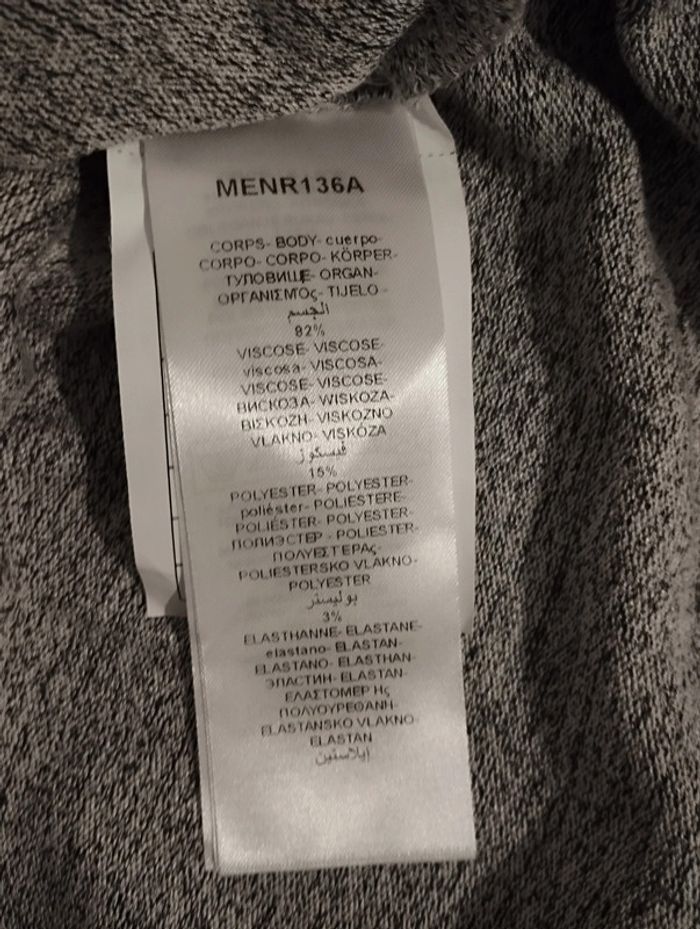 MENR136A
CORPS- BODY- cuerpo-
CORPO- CORPO- KÖRPER-
ТУЛОВИЩЕ- ORGAN-
ΟΡΓΑΝΙΣΜΌς- TIJELO -
الجسم
82%
VISCOSE- VISCOSE-
viscosa- VISCOSA-
VISCOSE- VISCOSE-
ВИСКОЗА- WISKOZA-
ΒΙΣΚΟΖΗ- VISKOZNO
VLAKNO- VISKÓZA
فيسكوز
15%
POLYESTER- POLYESTER-
poliéster- POLIESTERE-
POLIÉSTER- POLYESTER-
ПОЛИЭСТЕР - POLIESTER-
ΠΟΛΥΕΣΤΕΡΑς-
POLIESTERSKO VLAKNO-
POLYESTER
بوليستر
3%
ELASTHANNE- ELASTANE-
elastano- ELASTAN-
ELASTANO- ELASTHAN-
ЭЛАСТИН- ELASTAN-
ΕΛΑΣΤΟΜΕΡ Ης
ΠΟΛΥΟΥΡΕΘΑΝΗ-
ELASTANSKO VLAKNO-
ELASTAN
إيلاستين